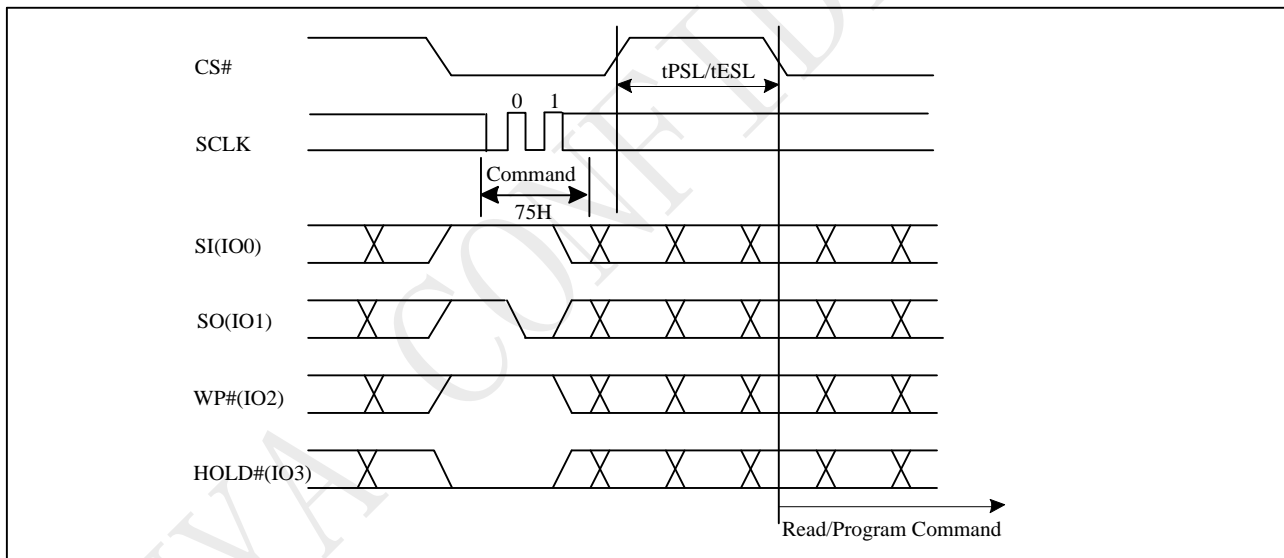 CS#
tPSL/tESL
0 1
SCLK
Command
75H
SI(IO0)
SO(IO1)
WP#(IO2)
HOLD#(IO3)
Read/Program Command